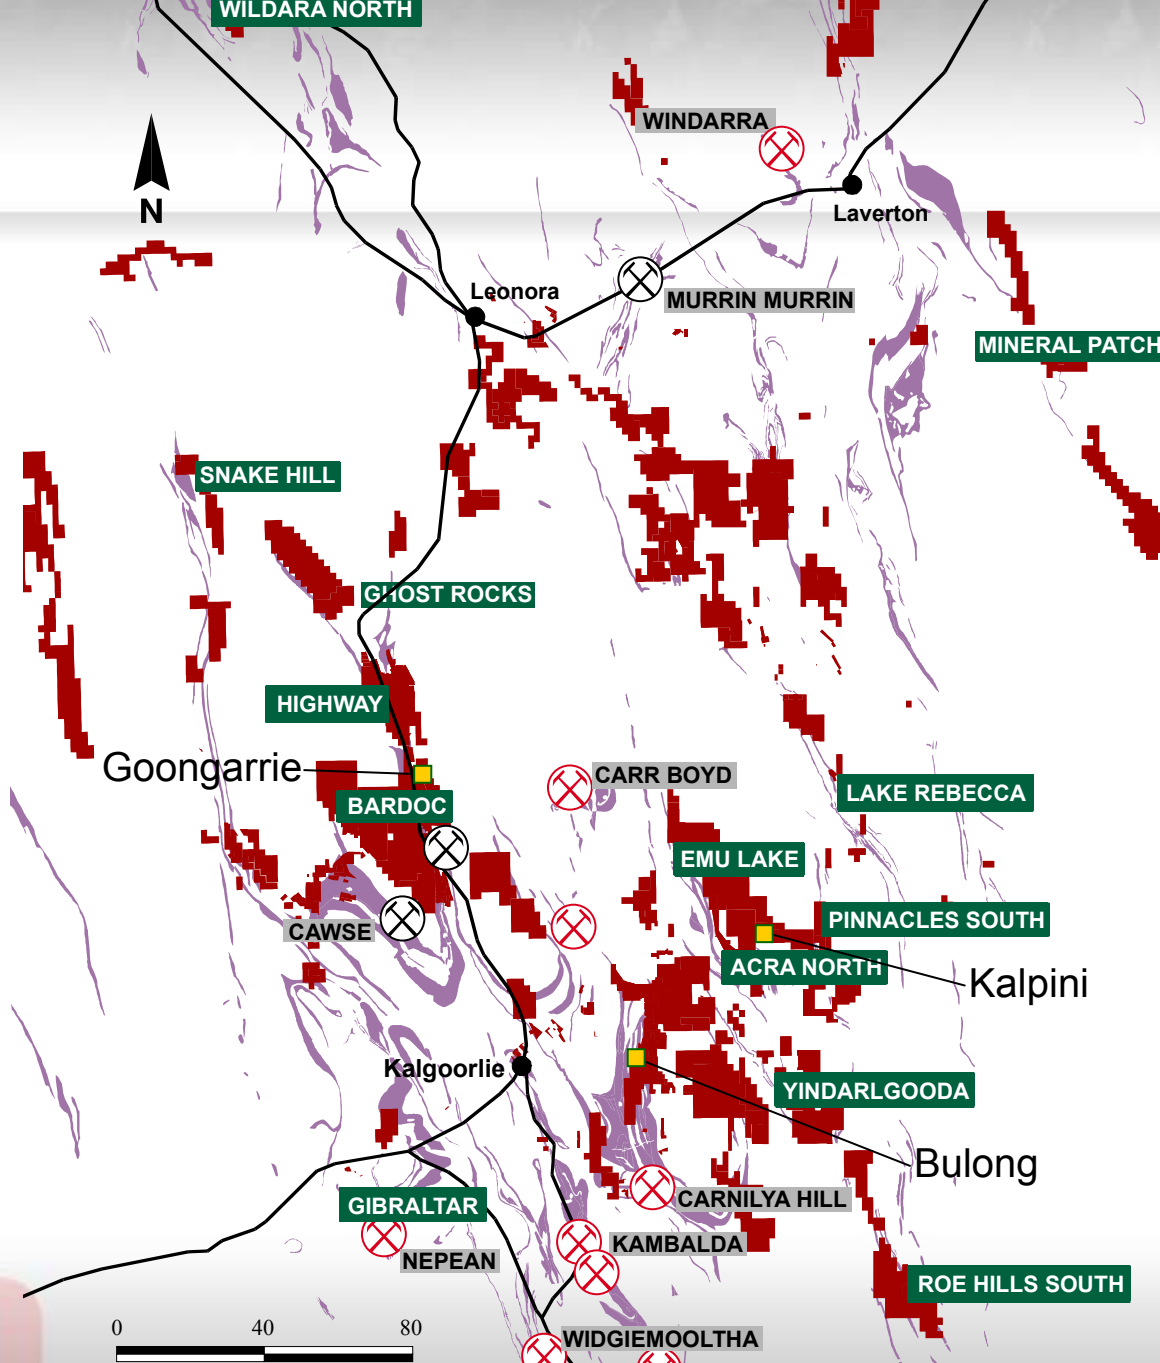 WILDARA NORTH
WINDARRA
N
Laverton
Leonora
MURRIN MURRIN
MINERAL PATCH
SNAKE HILL
GHOST ROCKS
HIGHWAY
Goongarrie
CARR BOYD
BARDOC
LAKE REBECCA
EMU LAKE
PINNACLES SOUTH
CAWSE
ACRA NORTH
Kalpini
Kalgoorlie
YINDARLGOODA
Bulong
CARNILYA HILL
GIBRALTAR
KAMBALDA
NEPEAN
ROE HILLS SOUTH
0 40 80
WIDGIEMOOLTHA